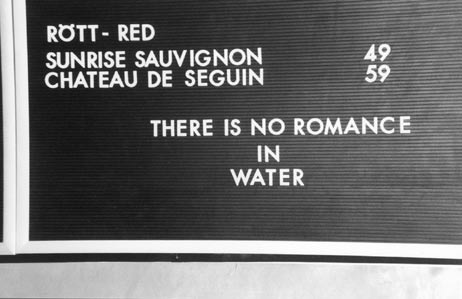 RÖTT - RED
SUNRISE SAUVIGNON 49
CHATEAU DE SEGUIN 59
THERE IS NO ROMANCE
IN
WATER